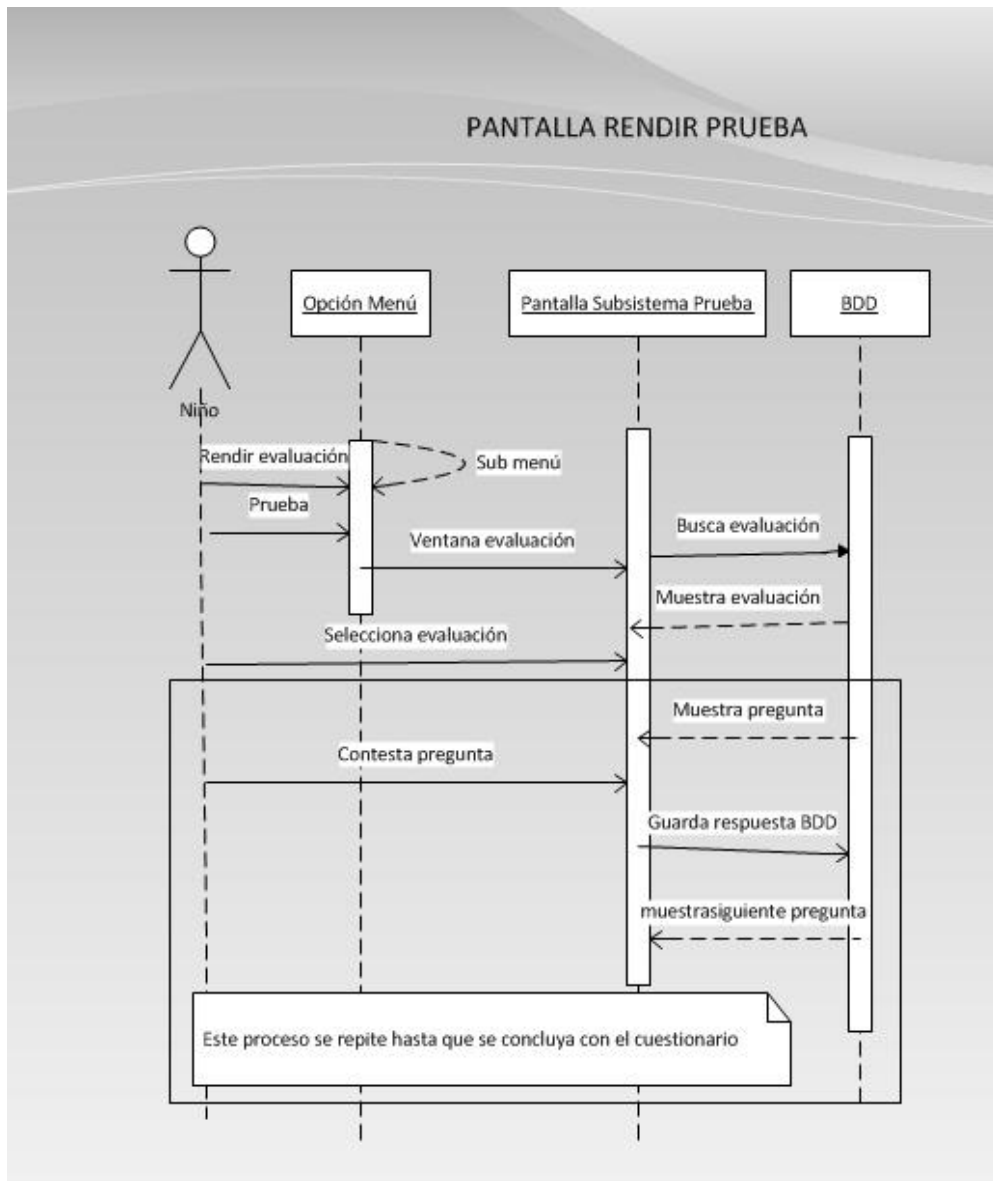 PANTALLA RENDIR PRUEBA
Opción Menú
Pantalla Subsistema Prueba
BDD
Niño
Rendir evaluación
Sub menú
Prueba
Ventana evaluación
Busca evaluación
Muestra evaluación
Selecciona evaluación
Muestra pregunta
Contesta pregunta
Guarda respuesta BDD
muestrasiguiente pregunta
Este proceso se repite hasta que se concluya con el cuestionario